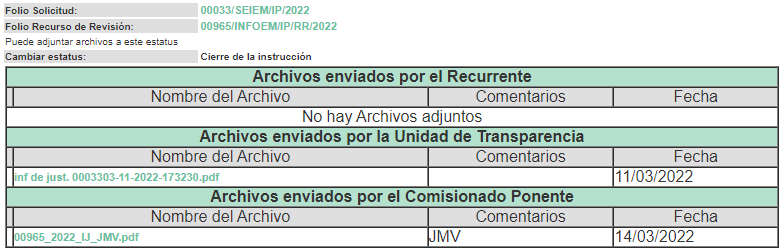 Folio Solicitud: 00033/SEIEM/IP/2022
Folio Recurso de Revisión: 00965/INFOEM/IP/RR/2022
Puede adjuntar archivos a este estatus
Cambiar estatus: Cierre de la instrucción
Archivos enviados por el Recurrente
Nombre del Archivo Comentarios Fecha
No hay Archivos adjuntos
Archivos enviados por la Unidad de Transparencia
Nombre del Archivo Comentarios Fecha
inf de just. 0003303-11-2022-173230.pdf 11/03/2022
Archivos enviados por el Comisionado Ponente
Nombre del Archivo Comentarios Fecha
00965_2022_IJ_JMV.pdf JMV 14/03/2022